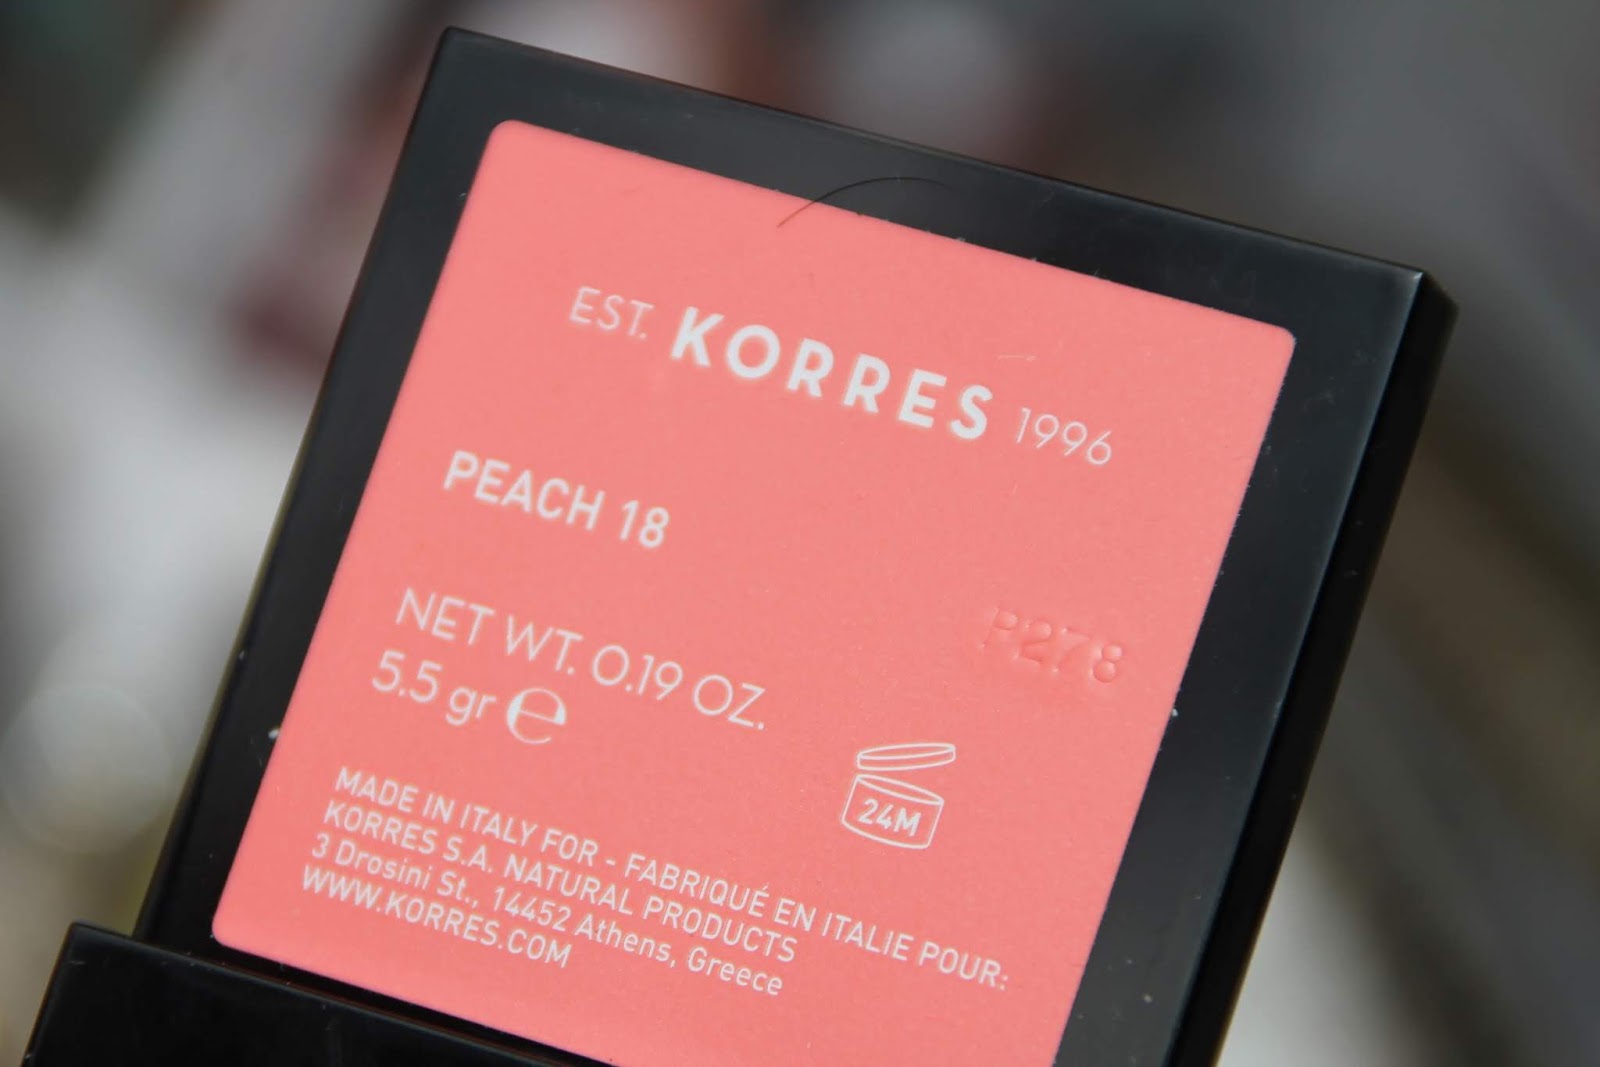 EST. KORRES 1996
PEACH 18
P278
NET WT. 0.19 OZ.
5.5 gr e
24M
MADE IN ITALY FOR - FABRIQUÉ EN ITALIE POUR:
KORRES S.A. NATURAL PRODUCTS
3 Drosini St., 14452 Athens, Greece
WWW.KORRES.COM